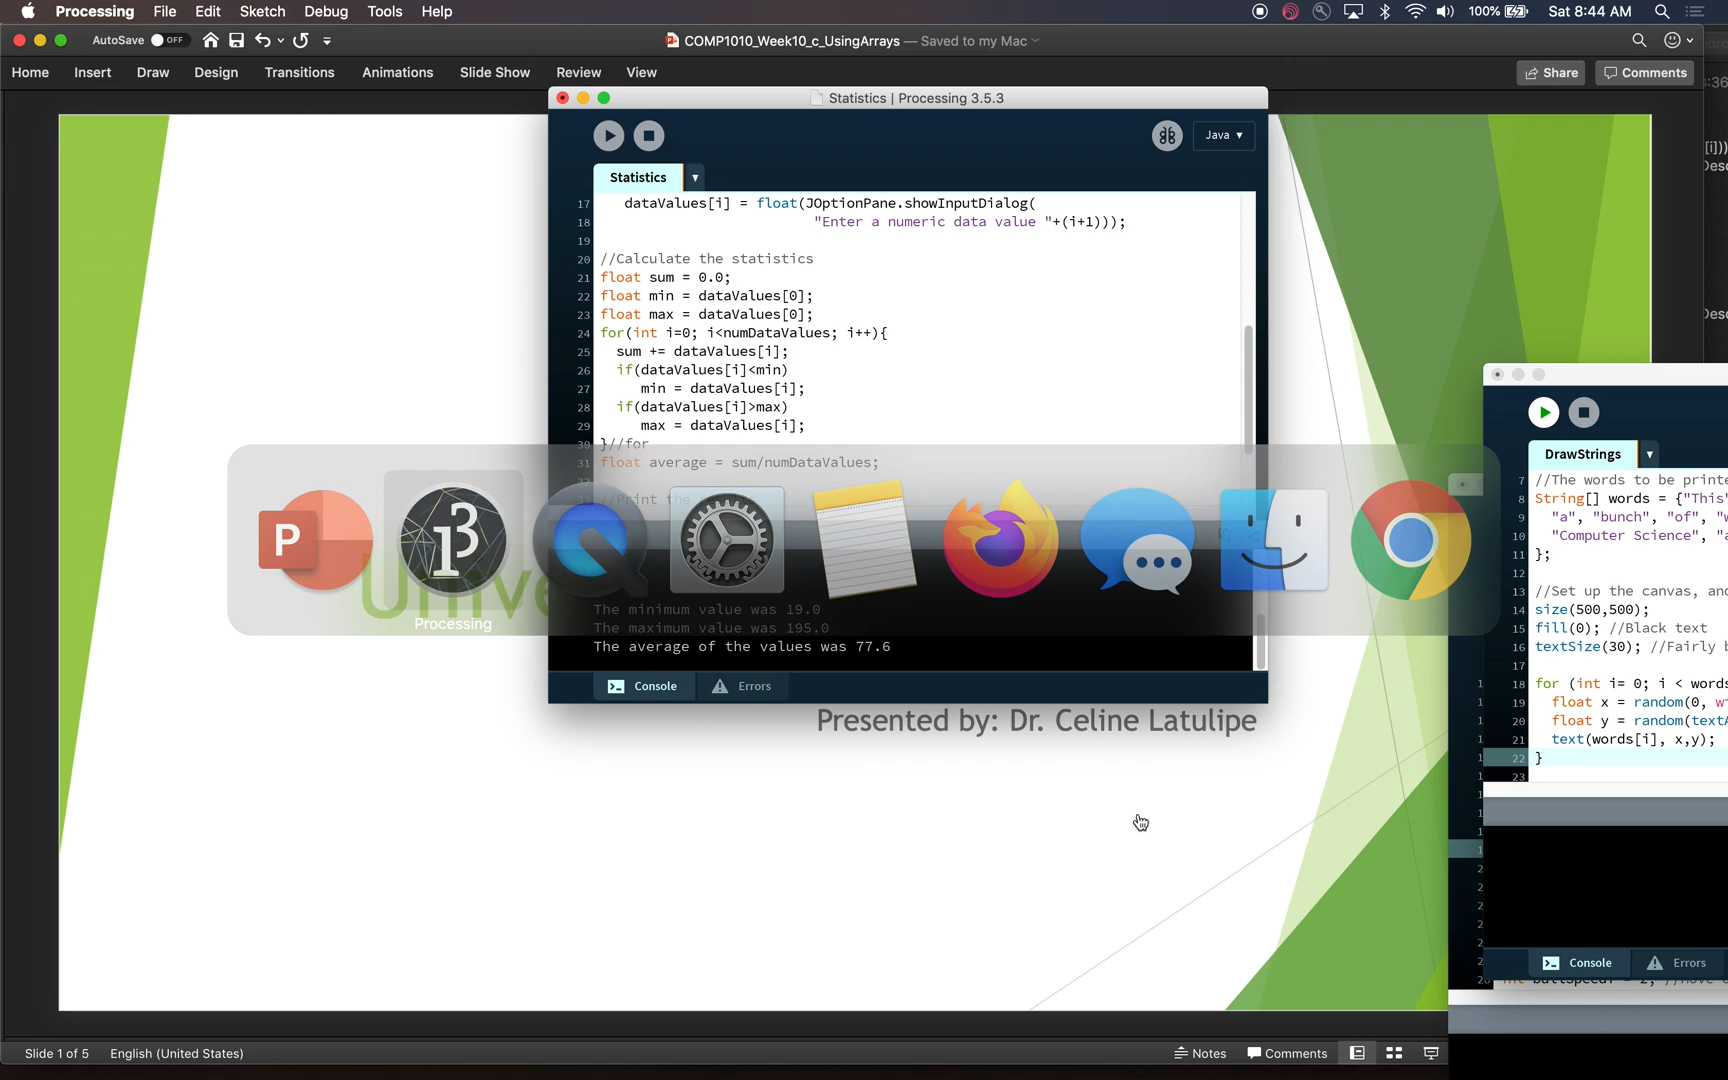 Processing File Edit Sketch Debug Tools Help 100% Sat 8:44 AM
AutoSave OFF COMP1010_Week10_c_UsingArrays — Saved to my Mac
Home Insert Draw Design Transitions Animations Slide Show Review View Share Comments
Statistics | Processing 3.5.3
Java
Statistics
17 dataValues[i] = float(JOptionPane.showInputDialog(
18 "Enter a numeric data value "+(i+1)));
19
20 //Calculate the statistics
21 float sum = 0.0;
22 float min = dataValues[0];
23 float max = dataValues[0];
24 for(int i=0; i<numDataValues; i++){
25 sum += dataValues[i];
26 if(dataValues[i]<min)
27 min = dataValues[i];
28 if(dataValues[i]>max)
29 max = dataValues[i];
30 }//for
31 float average = sum/numDataValues;
//Print the
P
Processing
The minimum value was 19.0
The maximum value was 195.0
The average of the values was 77.6
Console Errors
Presented by: Dr. Celine Latulipe
DrawStrings
7 //The words to be printe
8 String[] words = {"This"
9 "a", "bunch", "of", "w
10 "Computer Science", "a
11 };
12
13 //Set up the canvas, and
14 size(500,500);
15 fill(0); //Black text
16 textSize(30); //Fairly b
17
18 for (int i= 0; i < words
19 float x = random(0, wi
20 float y = random(textA
21 text(words[i], x,y);
22 }
23
Console Errors
Slide 1 of 5 English (United States) Notes Comments